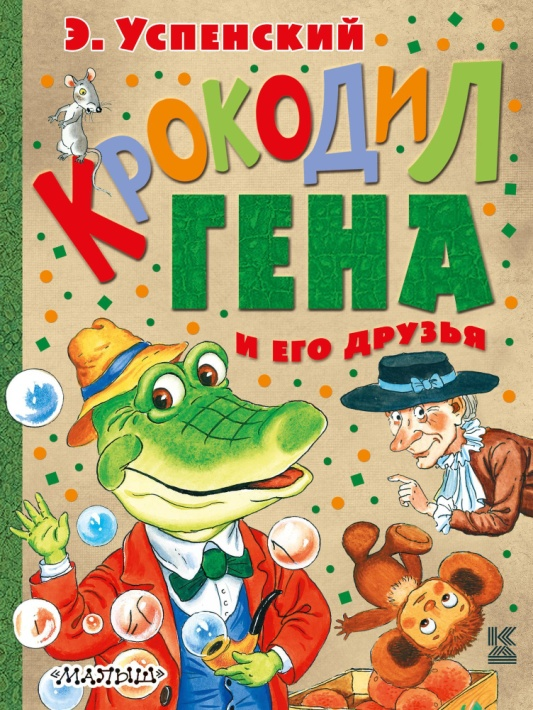 Э. Успенский
Крокодил
ГЕНА
и его друзья
«МАЛЫШ»
К